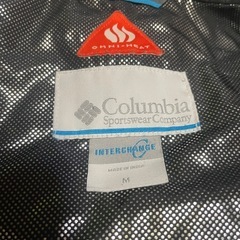 OMNI-HEAT
Columbia
Sportswear Company
INTERCHANGE
M